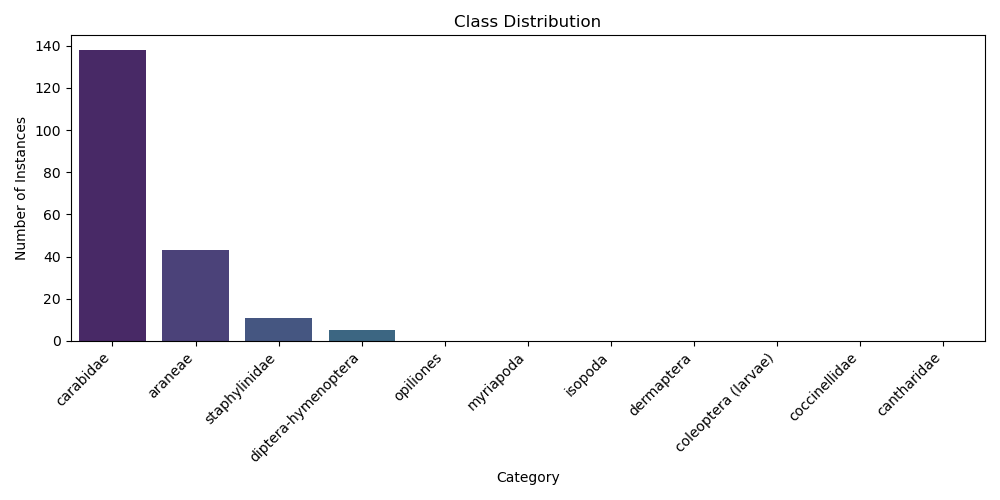 Class Distribution
Number of Instances
140
120
100
80
60
40
20
0
carabidae
araneae
staphylinidae
diptera-hymenoptera
opiliones
myriapoda
isopoda
dermaptera
coleoptera (larvae)
coccinellidae
cantharidae
Category